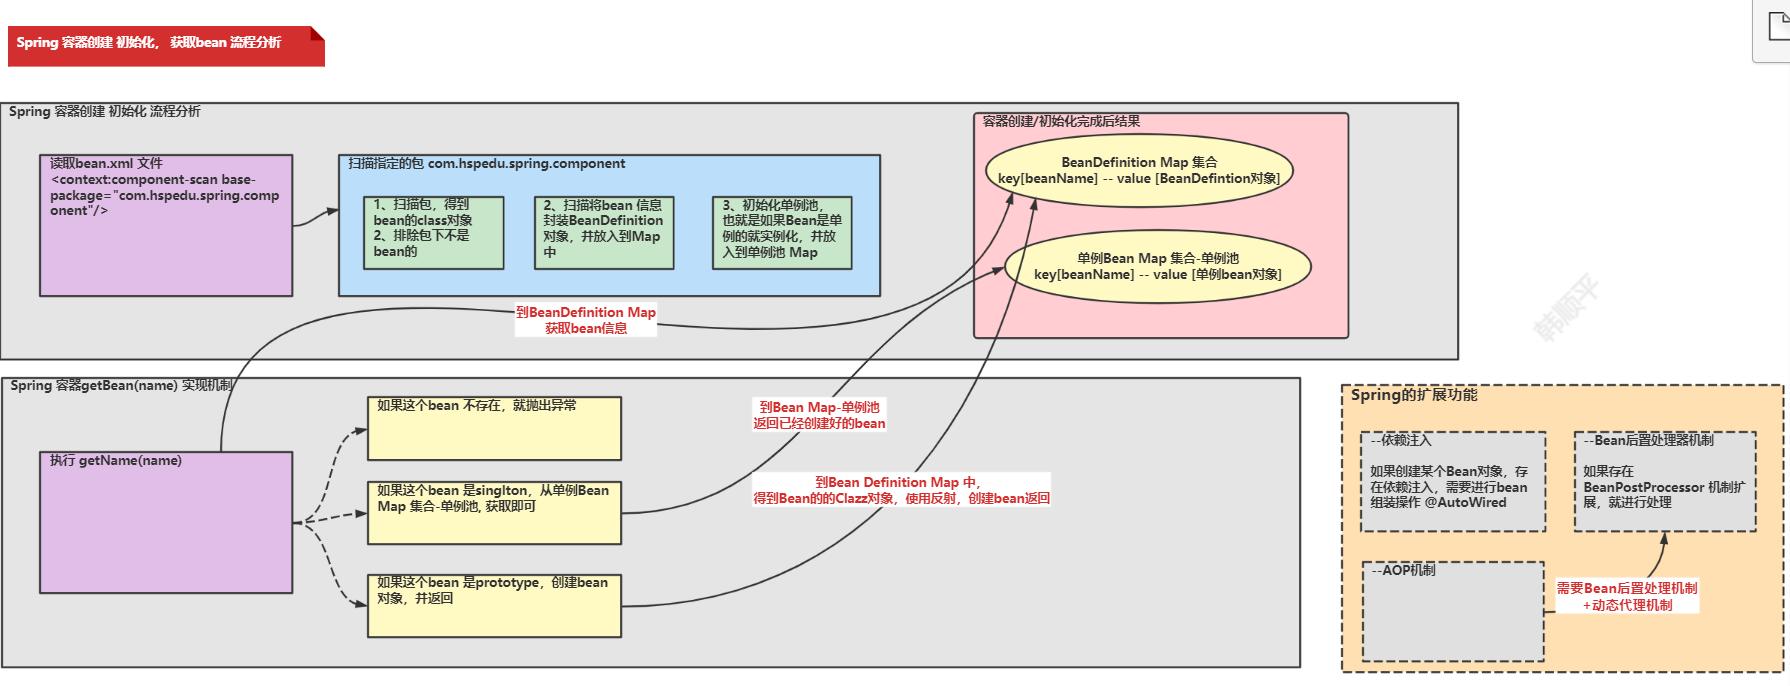 Spring 容器创建 初始化， 获取bean 流程分析
Spring 容器创建 初始化 流程分析
读取bean.xml 文件
<context:component-scan base-
package="com.hspedu.spring.comp
onent"/>
扫描指定的包 com.hspedu.spring.component
1、扫描包，得到
bean的class对象
2、排除包下不是
bean的
2、扫描将bean 信息
封装BeanDefinition
对象，并放入到Map
中
3、初始化单例池，
也就是如果Bean是单
例的就实例化，并放
入到单例池 Map
容器创建/初始化完成后结果
BeanDefinition Map 集合
key[beanName] -- value [BeanDefintion对象]
单例Bean Map 集合-单例池
key[beanName] -- value [单例bean对象]
到BeanDefinition Map
获取bean信息
Spring 容器getBean(name) 实现机制
执行 getName(name)
如果这个bean 不存在，就抛出异常
如果这个bean 是singlton，从单例Bean
Map 集合-单例池, 获取即可
如果这个bean 是prototype，创建bean
对象，并返回
到Bean Map-单例池
返回已经创建好的bean
到Bean Definition Map 中，
得到Bean的的Clazz对象，使用反射，创建bean返回
Spring的扩展功能
--依赖注入
如果创建某个Bean对象，存
在依赖注入，需要进行bean
组装操作 @AutoWired
--Bean后置处理器机制
如果存在
BeanPostProcessor 机制扩
展，就进行处理
--AOP机制
需要Bean后置处理机制
+动态代理机制
韩顺平